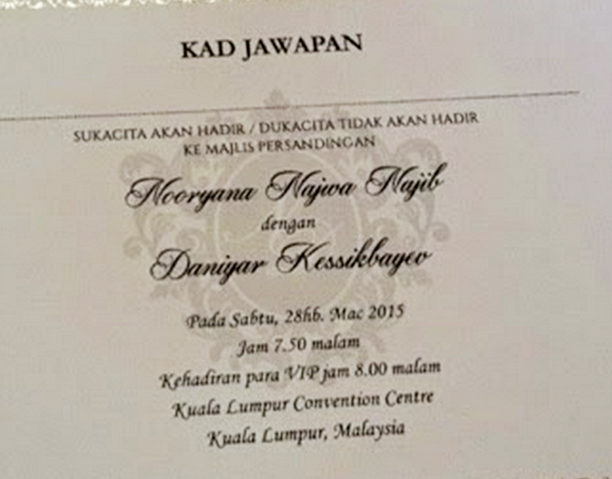 KAD JAWAPAN
SUKACITA AKAN HADIR / DUKACITA TIDAK AKAN HADIR
KE MAJLIS PERSANDINGAN
Nooryana Najwa Najib
dengan
Daniyar Kessikbayev
Pada Sabtu, 28hb. Mac 2015
Jam 7.50 malam
Kehadiran para VIP jam 8.00 malam
Kuala Lumpur Convention Centre
Kuala Lumpur, Malaysia